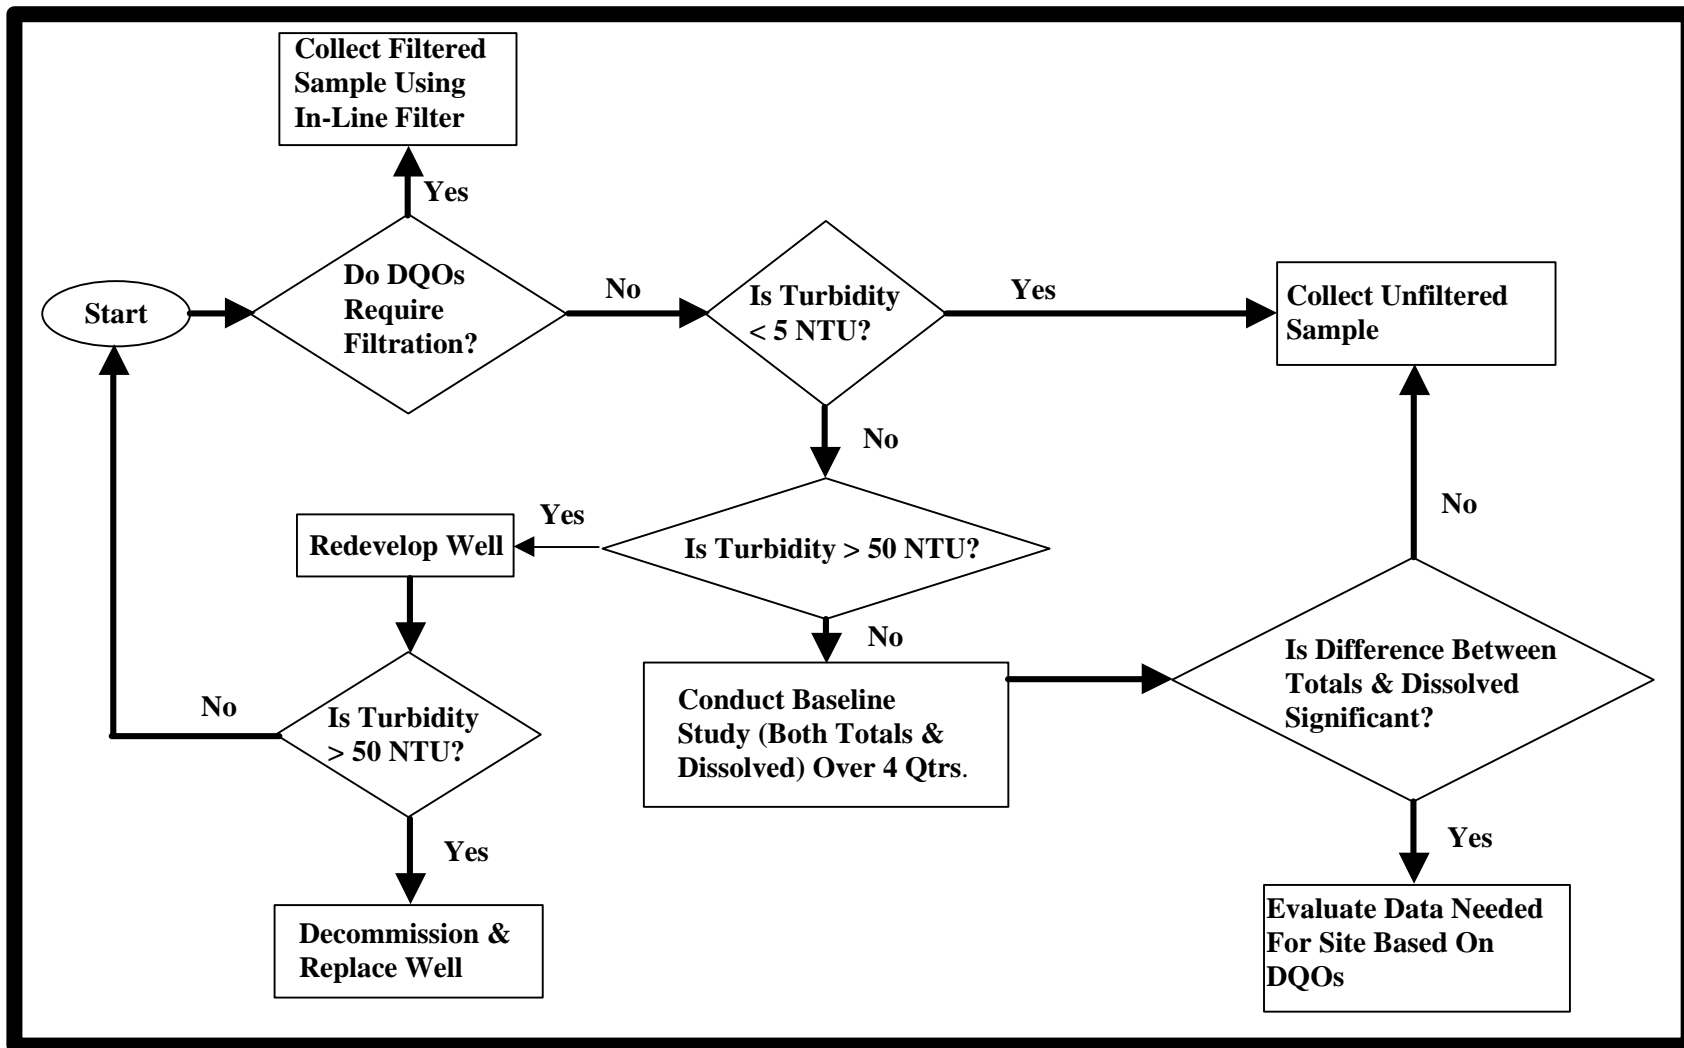 Collect Filtered
Sample Using
In-Line Filter
Yes
Start
Do DQOs
Require
Filtration?
No
Is Turbidity
< 5 NTU?
Yes
Collect Unfiltered
Sample
No
Is Turbidity > 50 NTU?
Yes
Redevelop Well
No
Is Turbidity
> 50 NTU?
No
Yes
Decommission &
Replace Well
Conduct Baseline
Study (Both Totals &
Dissolved) Over 4 Qtrs.
Is Difference Between
Totals & Dissolved
Significant?
No
Yes
Evaluate Data Needed
For Site Based On
DQOs